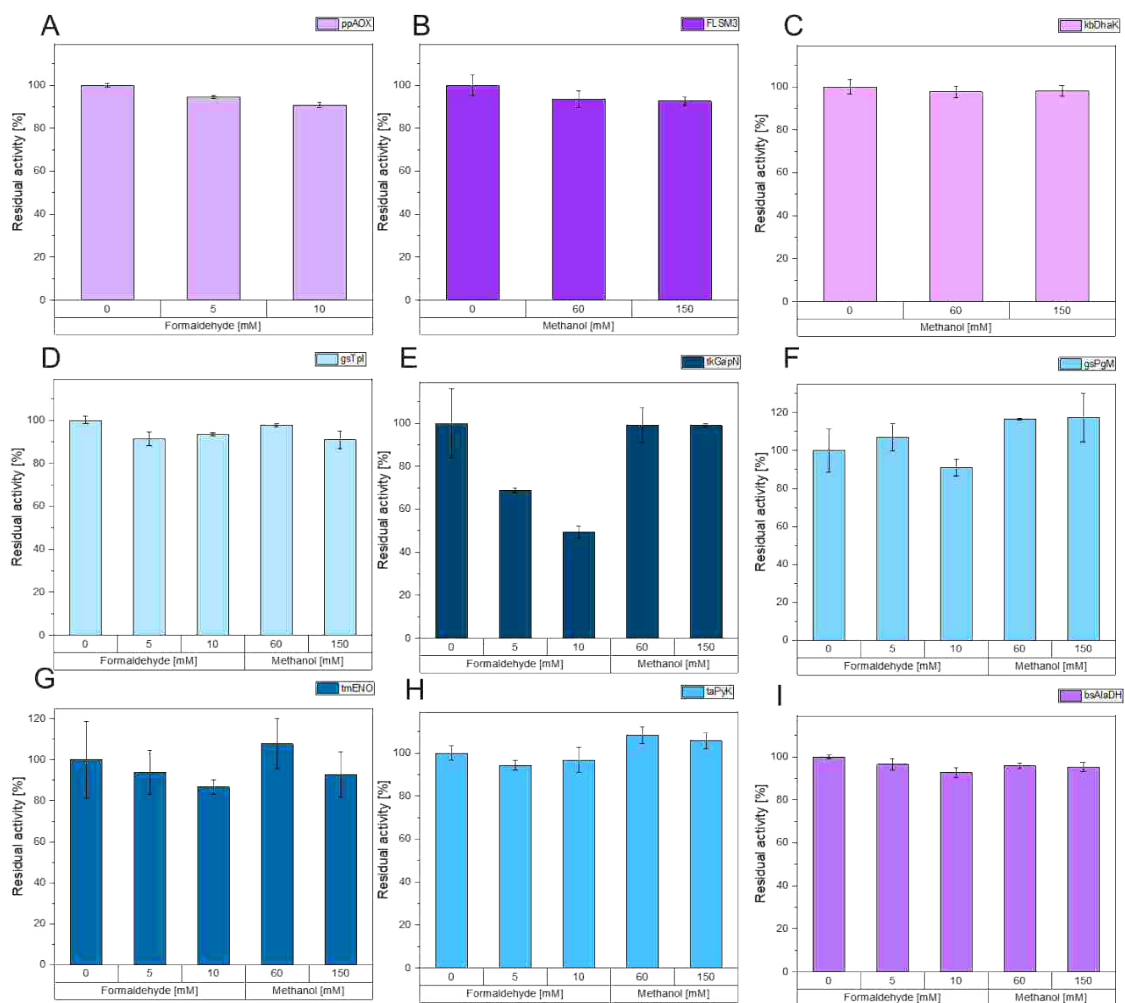 A
ppAOX
Residual activity [%]
100
80
60
40
20
0
0 5 10
Formaldehyde [mM]
B
FLSM3
Residual activity [%]
100
80
60
40
20
0
0 60 150
Methanol [mM]
C
kbDhaK
Residual activity [%]
100
80
60
40
20
0
0 60 150
Methanol [mM]
D
gsTpI
Residual activity [%]
100
80
60
40
20
0
0 5 10 60 150
Formaldehyde [mM] Methanol [mM]
E
tkGapN
Residual activity [%]
100
80
60
40
20
0
0 5 10 60 150
Formaldehyde [mM] Methanol [mM]
F
gsPgM
Residual activity [%]
120
100
80
60
40
20
0
0 5 10 60 150
Formaldehyde [mM] Methanol [mM]
G
tmENO
Residual activity [%]
120
100
80
60
40
20
0
0 5 10 60 150
Formaldehyde [mM] Methanol [mM]
H
taPyK
Residual activity [%]
100
80
60
40
20
0
0 5 10 60 150
Formaldehyde [mM] Methanol [mM]
I
bsAlaDH
Residual activity [%]
100
80
60
40
20
0
0 5 10 60 150
Formaldehyde [mM] Methanol [mM]